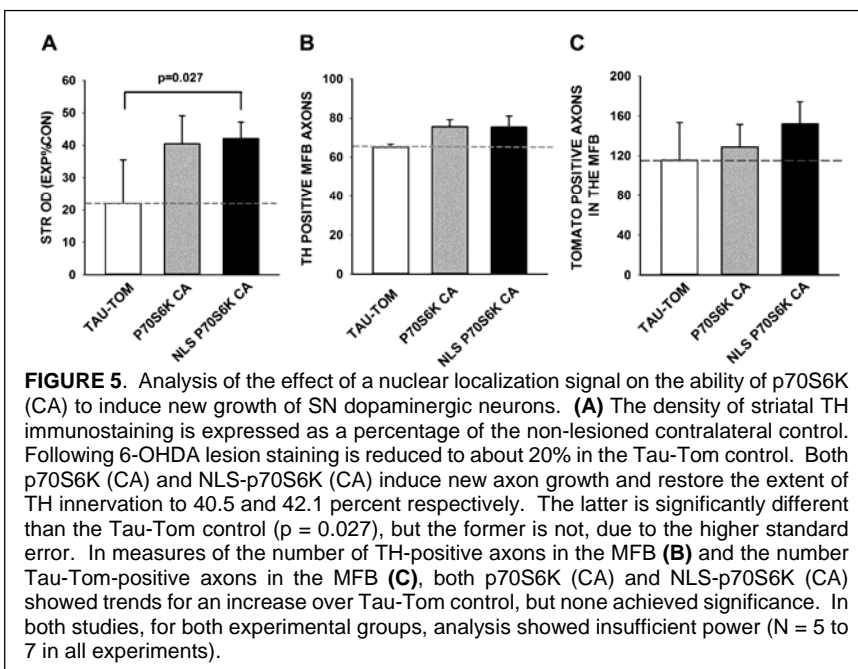 A
B
C
p=0.027
STR OD (EXP%CON)
60
50
40
30
20
10
0
TAU-TOM
P70S6K CA
NLS P70S6K CA
TH POSITIVE MFB AXONS
100
80
60
40
20
0
TAU-TOM
P70S6K CA
NLS P70S6K CA
TOMATO POSITIVE AXONS
IN THE MFB
200
160
120
80
40
0
TAU-TOM
P70S6K CA
NLS P70S6K CA
FIGURE 5. Analysis of the effect of a nuclear localization signal on the ability of p70S6K
(CA) to induce new growth of SN dopaminergic neurons. (A) The density of striatal TH
immunostaining is expressed as a percentage of the non-lesioned contralateral control.
Following 6-OHDA lesion staining is reduced to about 20% in the Tau-Tom control. Both
p70S6K (CA) and NLS-p70S6K (CA) induce new axon growth and restore the extent of
TH innervation to 40.5 and 42.1 percent respectively. The latter is significantly different
than the Tau-Tom control (p = 0.027), but the former is not, due to the higher standard
error. In measures of the number of TH-positive axons in the MFB (B) and the number
Tau-Tom-positive axons in the MFB (C), both p70S6K (CA) and NLS-p70S6K (CA)
showed trends for an increase over Tau-Tom control, but none achieved significance. In
both studies, for both experimental groups, analysis showed insufficient power (N = 5 to
7 in all experiments).